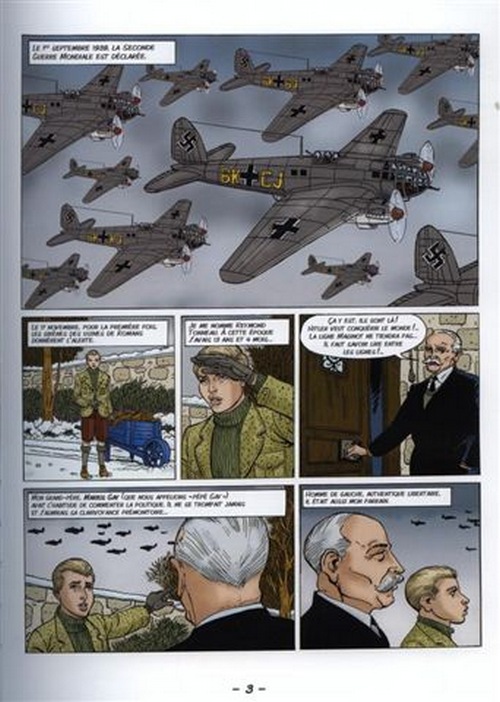 Le 1er septembre 1939, la Seconde
Guerre Mondiale est déclarée.
6K CJ
Le 17 novembre, pour la première fois,
les sirènes des usines de Romans
donnèrent l'alerte.
Je me nomme Raymond
Tonneau. À cette époque
j'avais 13 ans et 4 mois...
Ça y est, ils sont là !
Hitler veut conquérir le monde !..
La ligne Maginot ne tiendra pas...
Il faut savoir lire entre
les lignes !..
Mon grand-père, Marius Gay (que nous appelions « pépé Gay »)
avait l'habitude de commenter la politique. Il ne se trompait jamais
et j'admirais sa clairvoyance prémonitoire...
Homme de gauche, authentique libertaire,
il était aussi mon parrain.
- 3 -